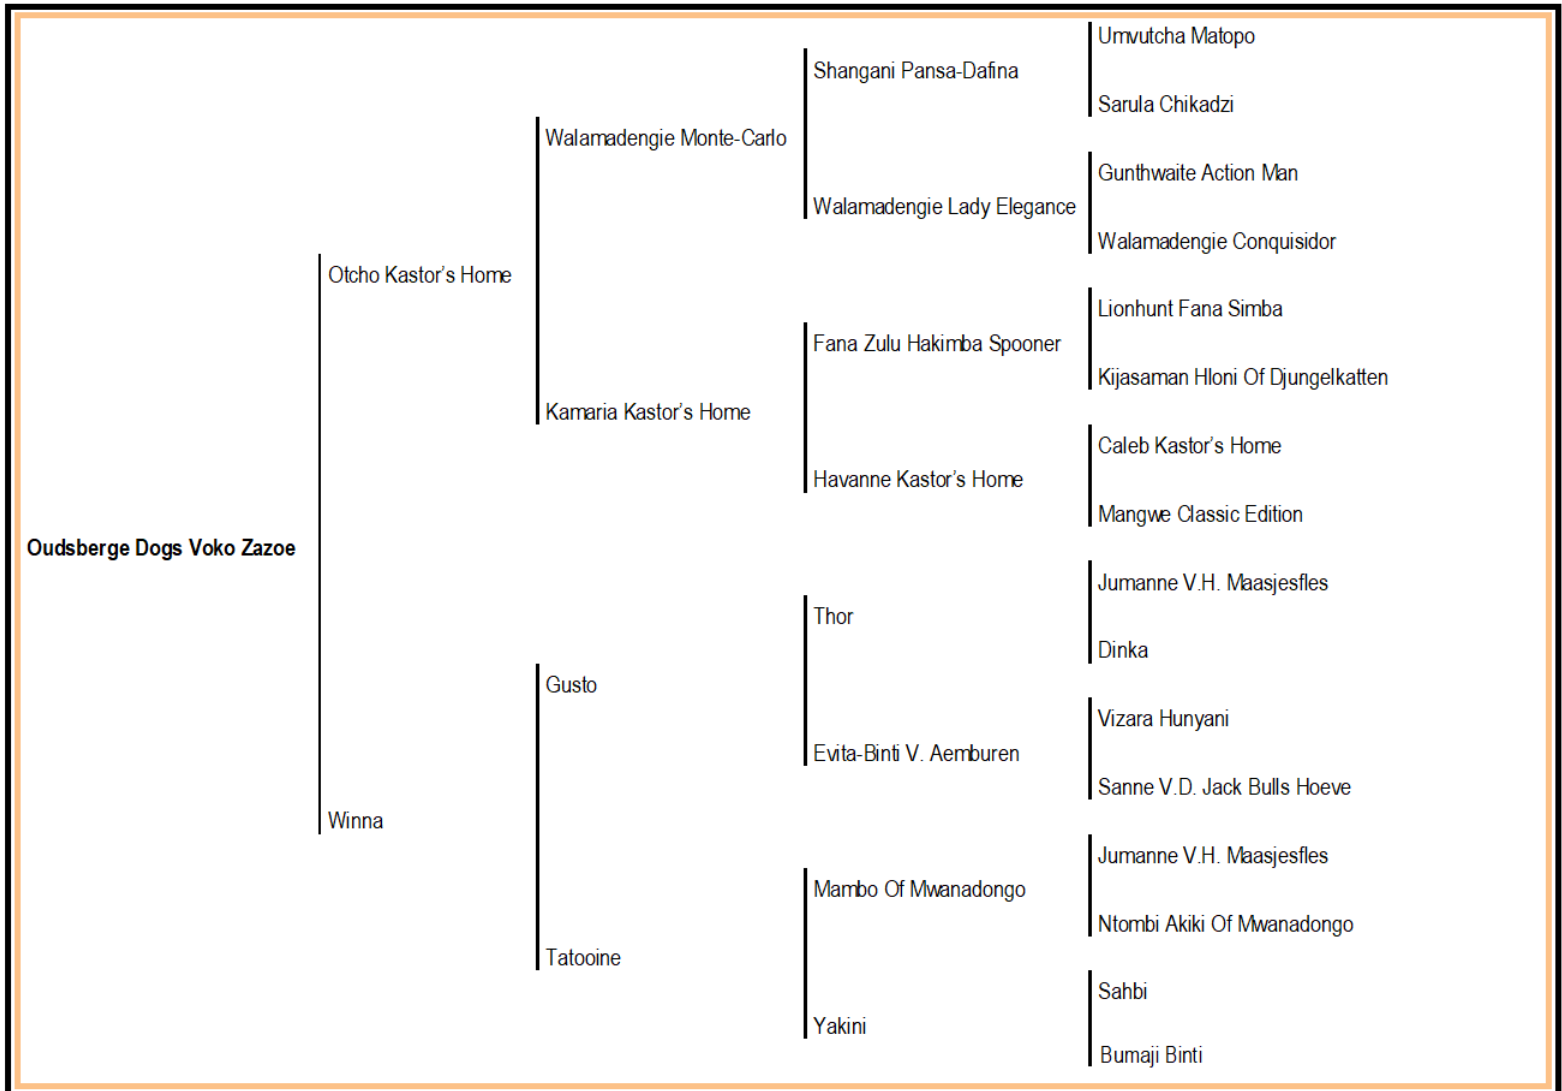 Umvutcha Matopo
Shangani Pansa-Dafina
Sarula Chikadzi
Walamadengie Monte-Carlo
Gunthwaite Action Man
Walamadengie Lady Elegance
Walamadengie Conquisidor
Otcho Kastor’s Home
Lionhunt Fana Simba
Fana Zulu Hakimba Spooner
Kijasaman Hloni Of Djungelkatten
Kamaria Kastor’s Home
Caleb Kastor’s Home
Havanne Kastor’s Home
Mangwe Classic Edition
Oudsberge Dogs Voko Zazoe
Jumanne V.H. Maasjesfles
Thor
Dinka
Gusto
Vizara Hunyani
Evita-Binti V. Aemburen
Sanne V.D. Jack Bulls Hoeve
Winna
Jumanne V.H. Maasjesfles
Mambo Of Mwanadongo
Ntombi Akiki Of Mwanadongo
Tatooine
Sahbi
Yakini
Bumaji Binti